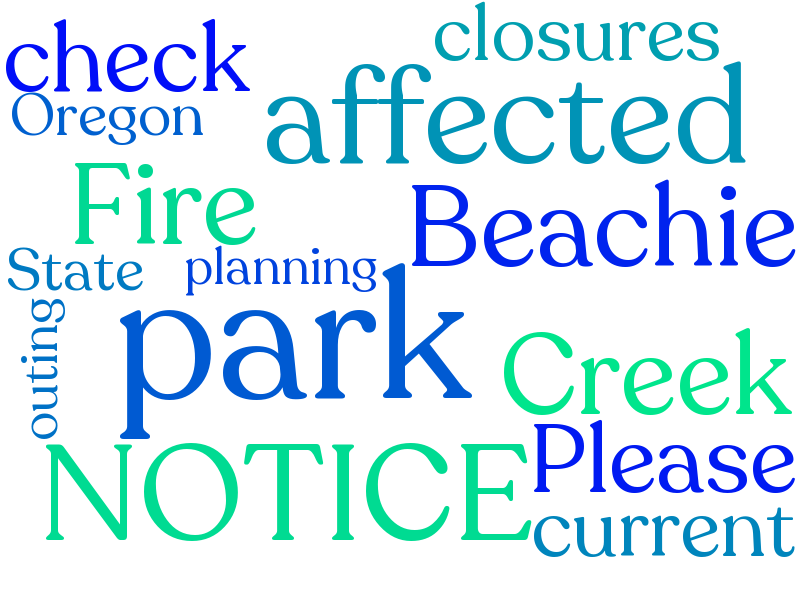 closures
check
affected
Oregon
Fire
Beachie
State
planning
park
outing
Creek
Please
NOTICE
current